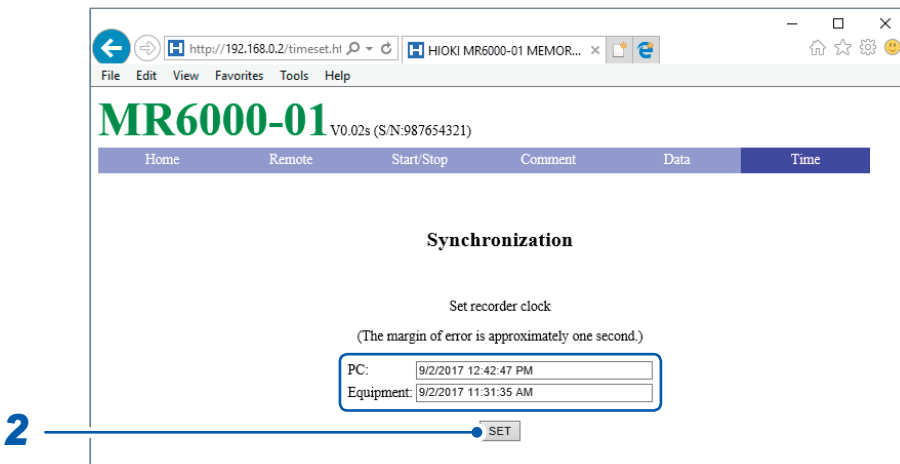 http://192.168.0.2/timeset.ht
HIOKI MR6000-01 MEMOR...
File Edit View Favorites Tools Help
MR6000-01 V0.02s (S/N:987654321)
Home Remote Start/Stop Comment Data Time
Synchronization
Set recorder clock
(The margin of error is approximately one second.)
PC: 9/2/2017 12:42:47 PM
Equipment: 9/2/2017 11:31:35 AM
2
SET